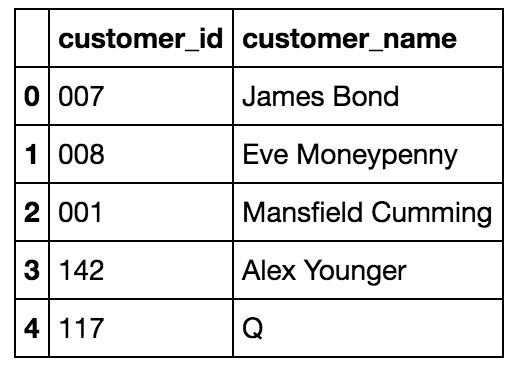 customer_id customer_name
0 007 James Bond
1 008 Eve Moneypenny
2 001 Mansfield Cumming
3 142 Alex Younger
4 117 Q